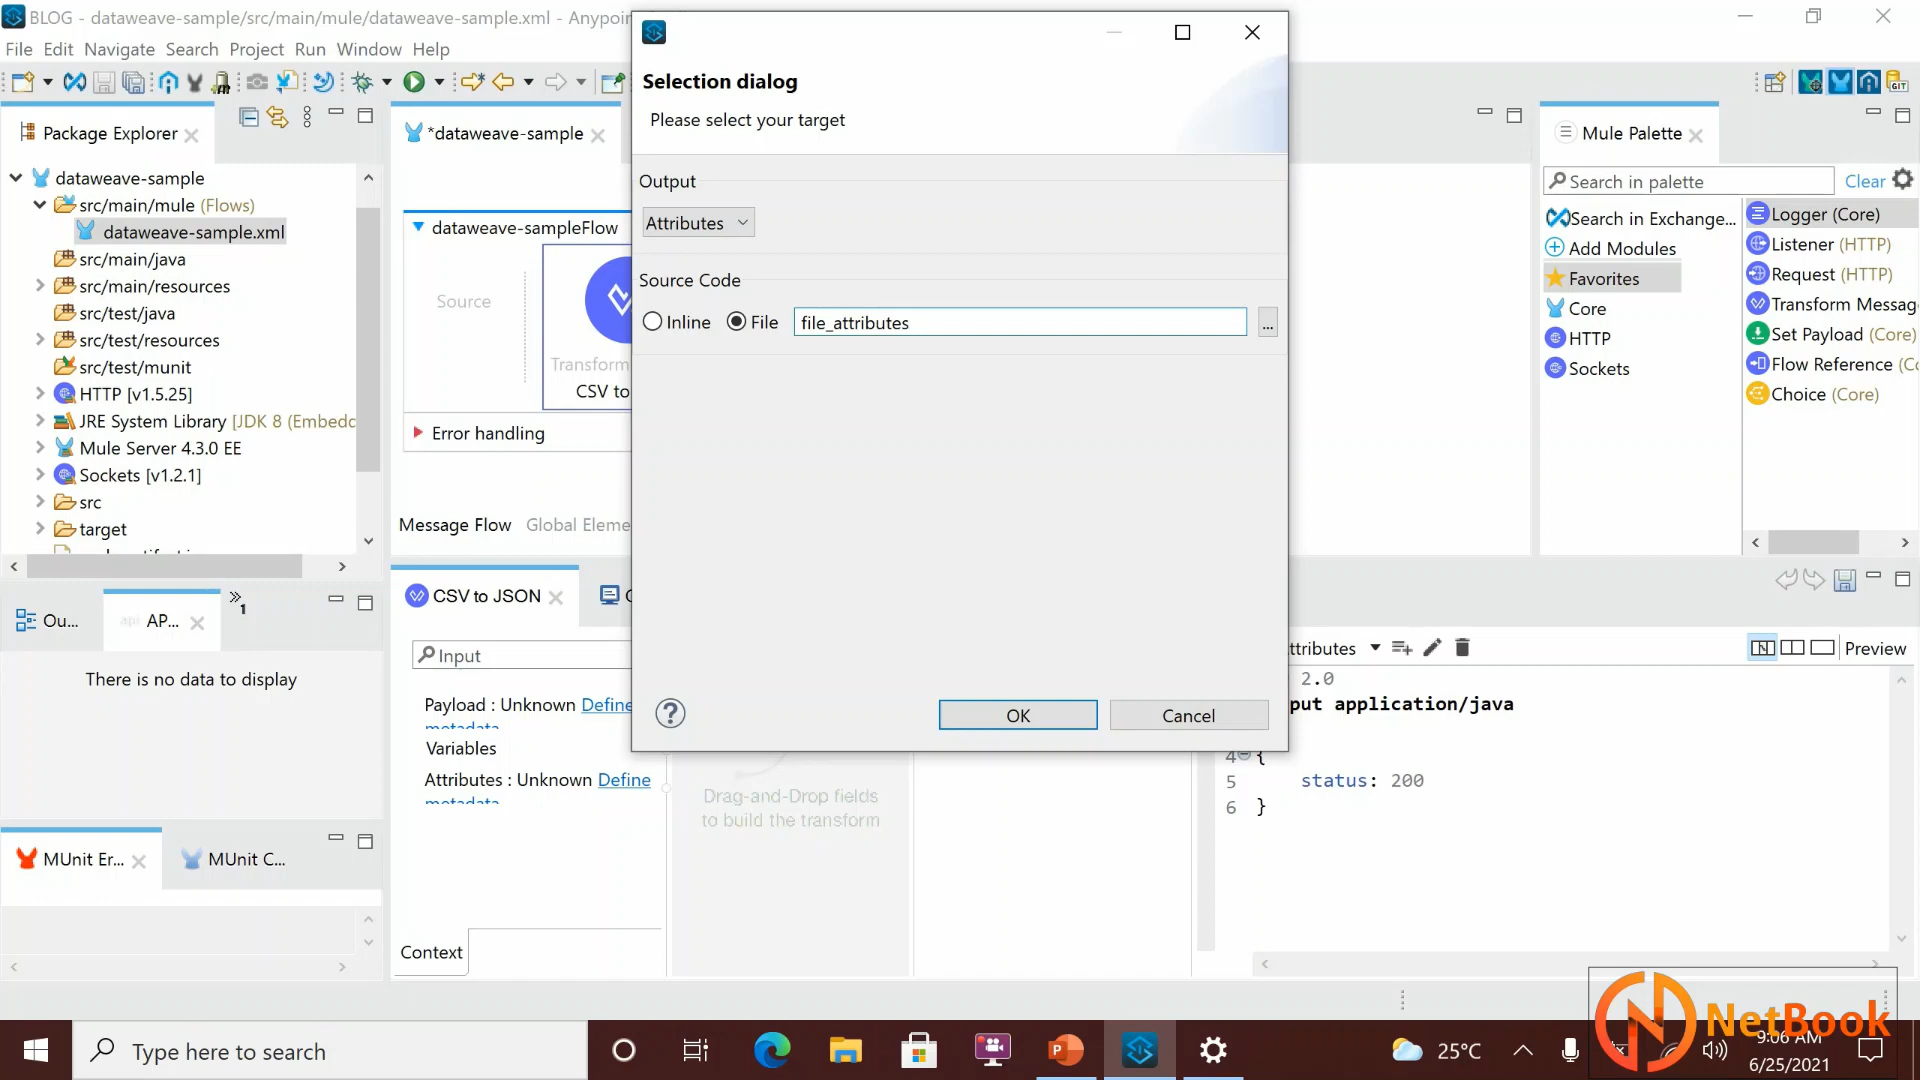 BLOG - dataweave-sample/src/main/mule/dataweave-sample.xml - Anypoin
File Edit Navigate Search Project Run Window Help
Package Explorer
dataweave-sample
src/main/mule (Flows)
dataweave-sample.xml
src/main/java
src/main/resources
src/test/java
src/test/resources
src/test/munit
HTTP [v1.5.25]
JRE System Library [JDK 8 (Embedc
Mule Server 4.3.0 EE
Sockets [v1.2.1]
src
target
Ou...
AP...
1
There is no data to display
MUnit Er...
MUnit C...
*dataweave-sample
dataweave-sampleFlow
Source
Transform
CSV to
Error handling
Message Flow Global Eleme
CSV to JSON
Input
Payload : Unknown Define
metadata
Variables
Attributes : Unknown Define
metadata
Context
Drag-and-Drop fields
to build the transform
Selection dialog
Please select your target
Output
Attributes
Source Code
Inline
File
file_attributes
...
OK
Cancel
Mule Palette
Search in palette
Clear
Search in Exchange...
Add Modules
Favorites
Core
HTTP
Sockets
Logger (Core)
Listener (HTTP)
Request (HTTP)
Transform Messag
Set Payload (Core)
Flow Reference (Co
Choice (Core)
ttributes
Preview
2.0
put application/java
4 {
5 status: 200
6 }
Type here to search
25°C
9:06 AM
6/25/2021
NetBook
GIT